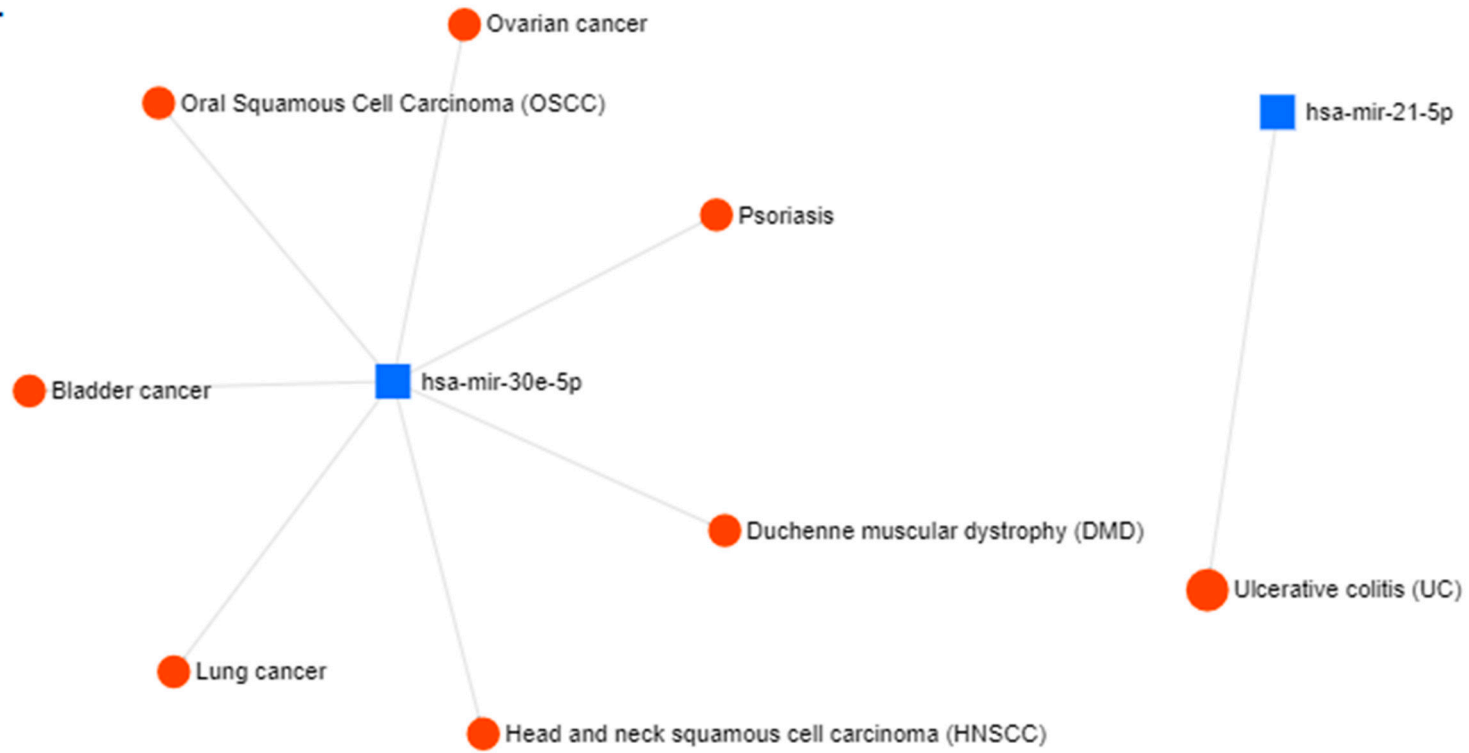 Ovarian cancer
Oral Squamous Cell Carcinoma (OSCC)
hsa-mir-21-5p
Psoriasis
hsa-mir-30e-5p
Bladder cancer
Duchenne muscular dystrophy (DMD)
Ulcerative colitis (UC)
Lung cancer
Head and neck squamous cell carcinoma (HNSCC)